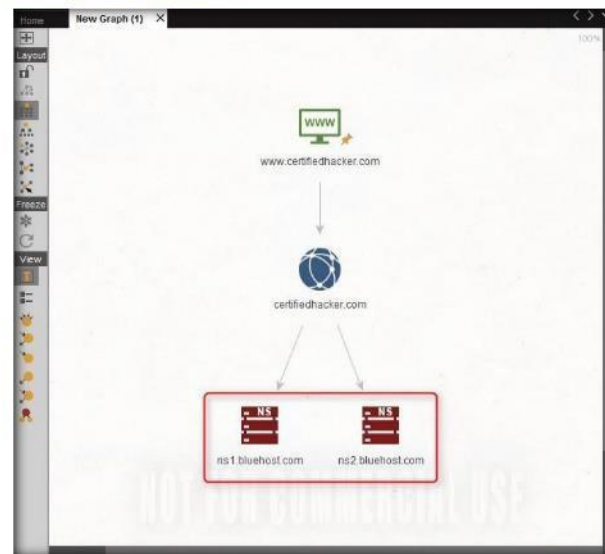 Home New Graph (1) X < >
100%
Layout
WWW
www.certifiedhacker.com
Freeze
View
certifiedhacker.com
NS NS
ns1.bluehost.com ns2.bluehost.com
NOT FOR COMMERCIAL USE